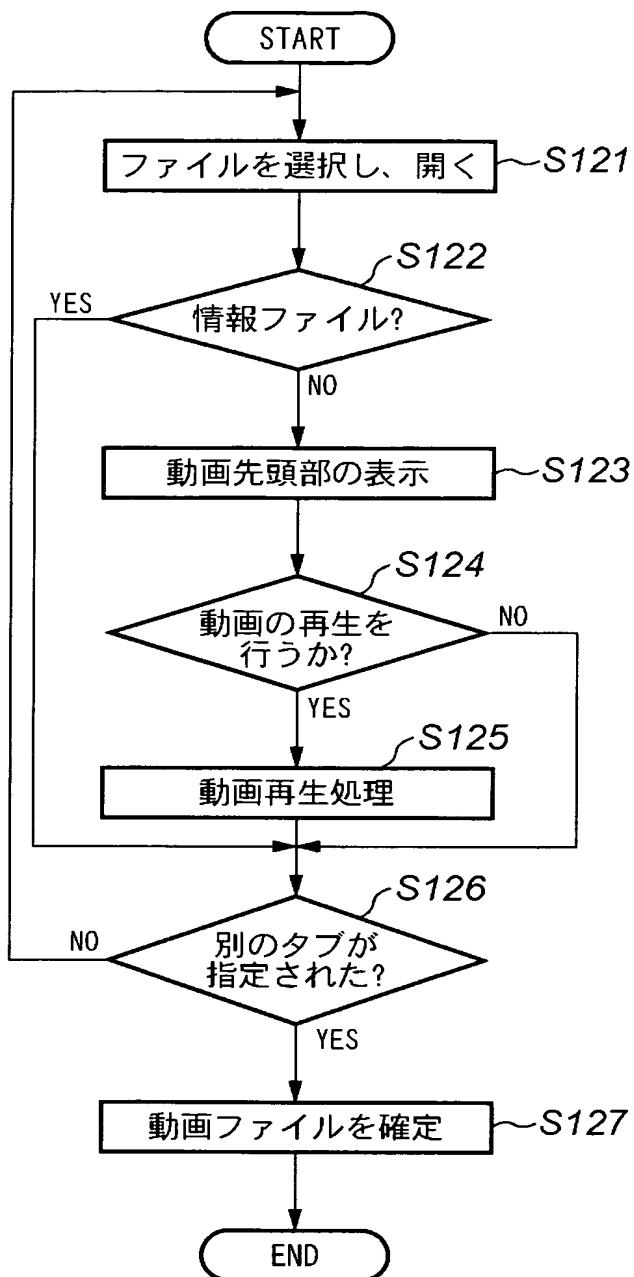 START
ファイルを選択し、開く
S121
S122
YES
情報ファイル?
NO
動画先頭部の表示
S123
S124
動画の再生を
行うか?
NO
YES
S125
動画再生処理
S126
NO
別のタブが
指定された?
YES
動画ファイルを確定
S127
END